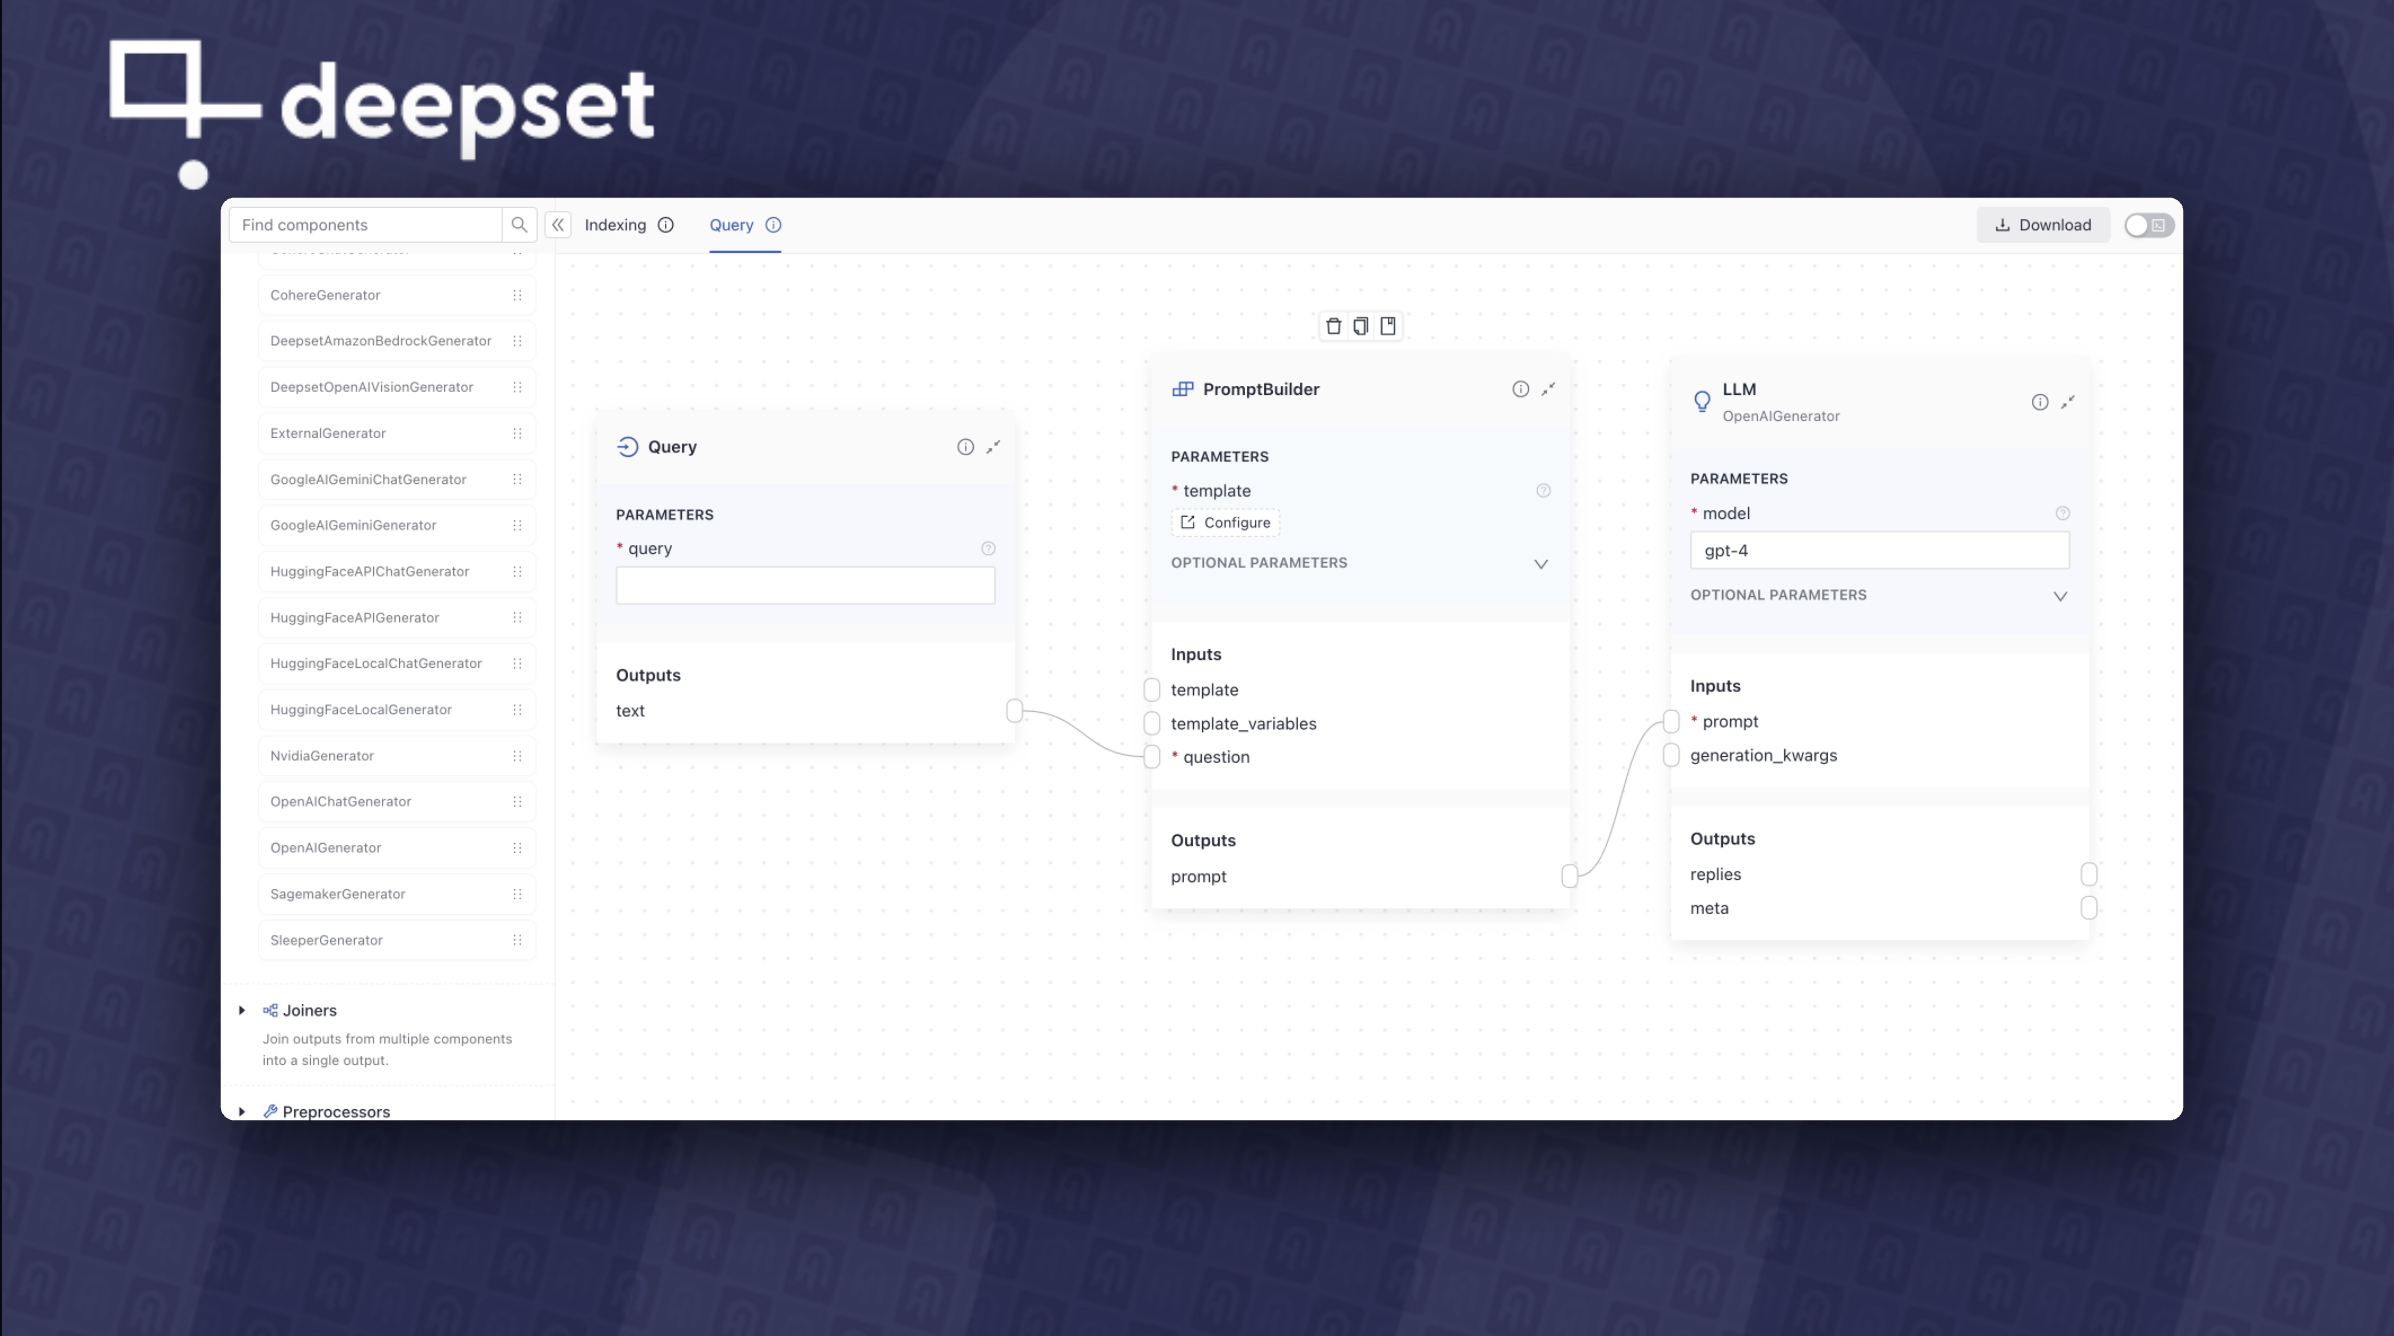 deepset
Find components
Indexing
Query
Download
CohereGenerator
DeepsetAmazonBedrockGenerator
DeepsetOpenAIVisionGenerator
ExternalGenerator
GoogleAIGeminiChatGenerator
GoogleAIGeminiGenerator
HuggingFaceAPIChatGenerator
HuggingFaceAPIGenerator
HuggingFaceLocalChatGenerator
HuggingFaceLocalGenerator
NvidiaGenerator
OpenAIChatGenerator
OpenAIGenerator
SagemakerGenerator
SleeperGenerator
Joiners
Join outputs from multiple components
into a single output.
Preprocessors
Query
PARAMETERS
* query
Outputs
text
PromptBuilder
PARAMETERS
* template
Configure
OPTIONAL PARAMETERS
Inputs
template
template_variables
* question
Outputs
prompt
LLM
OpenAIGenerator
PARAMETERS
* model
gpt-4
OPTIONAL PARAMETERS
Inputs
* prompt
generation_kwargs
Outputs
replies
meta